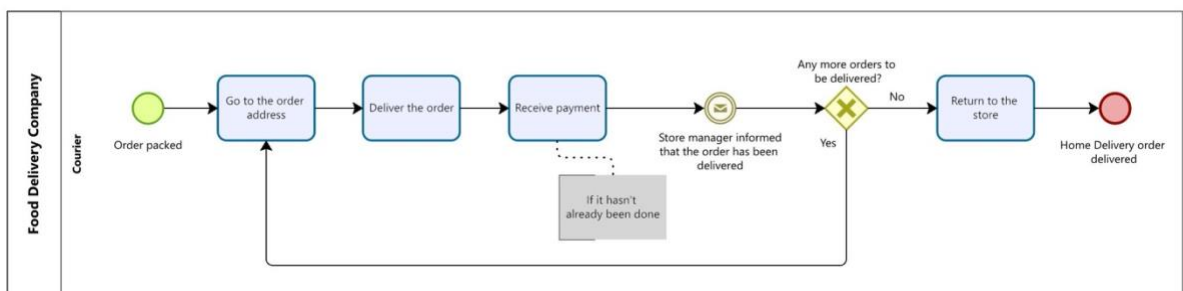 Food Delivery Company
Courier
Order packed
Go to the order
address
Deliver the order
Receive payment
If it hasn't
already been done
Store manager informed
that the order has been
delivered
Any more orders to
be delivered?
No
Yes
Return to the
store
Home Delivery order
delivered